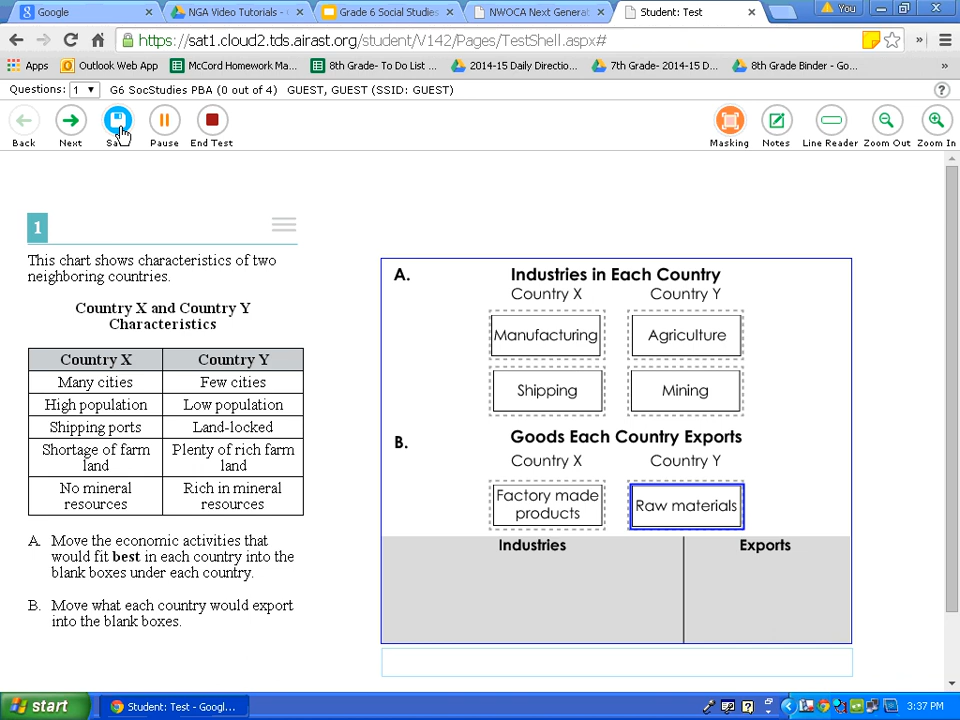 Google
NGA Video Tutorials -
Grade 6 Social Studies
NWOCA Next Generat
Student: Test
You
https://sat1.cloud2.tds.airast.org/student/V142/Pages/TestShell.aspx#
Apps
Outlook Web App
McCord Homework Ma...
8th Grade- To Do List ...
2014-15 Daily Directio...
7th Grade- 2014-15 D...
8th Grade Binder - Go...
Questions: 1 G6 SocStudies PBA (0 out of 4) GUEST, GUEST (SSID: GUEST)
Back
Next
Pause
End Test
Masking
Notes
Line Reader
Zoom Out
Zoom In
1
This chart shows characteristics of two
neighboring countries.
Country X and Country Y
Characteristics
Country X Country Y
Many cities Few cities
High population Low population
Shipping ports Land-locked
Shortage of farm land Plenty of rich farm land
No mineral resources Rich in mineral resources
A. Move the economic activities that
would fit best in each country into the
blank boxes under each country.
B. Move what each country would export
into the blank boxes.
A. Industries in Each Country
Country X Country Y
Manufacturing Agriculture
Shipping Mining
B. Goods Each Country Exports
Country X Country Y
Factory made
products
Raw materials
Industries Exports
start
Student: Test - Googl...
3:37 PM